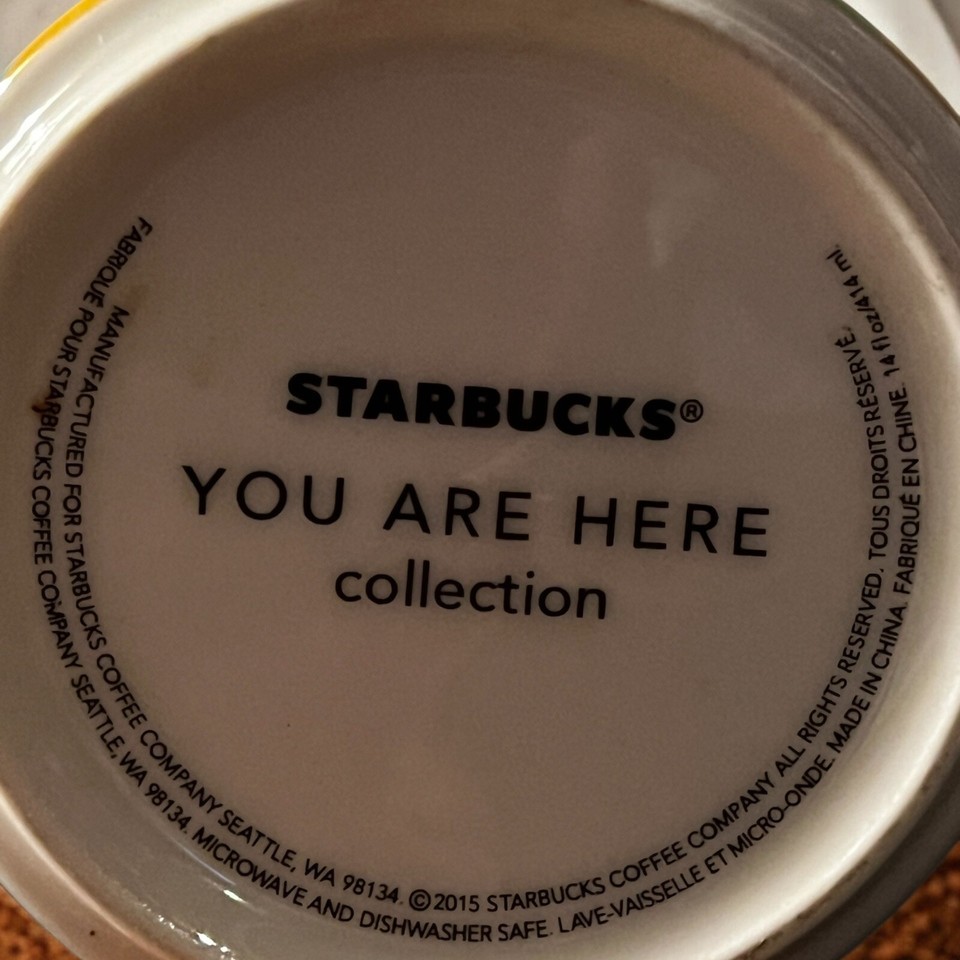 STARBUCKS®
YOU ARE HERE
collection
MANUFACTURED FOR STARBUCKS COFFEE COMPANY SEATTLE, WA 98134. ©2015 STARBUCKS COFFEE COMPANY ALL RIGHTS RESERVED. TOUS DROITS RÉSERVÉ.
FABRIQUÉ POUR STARBUCKS COFFEE COMPANY SEATTLE, WA 98134. MICROWAVE AND DISHWASHER SAFE. LAVE-VAISSELLE ET MICRO-ONDE. MADE IN CHINA. FABRIQUÉ EN CHINE. 14 fl oz/414 ml.